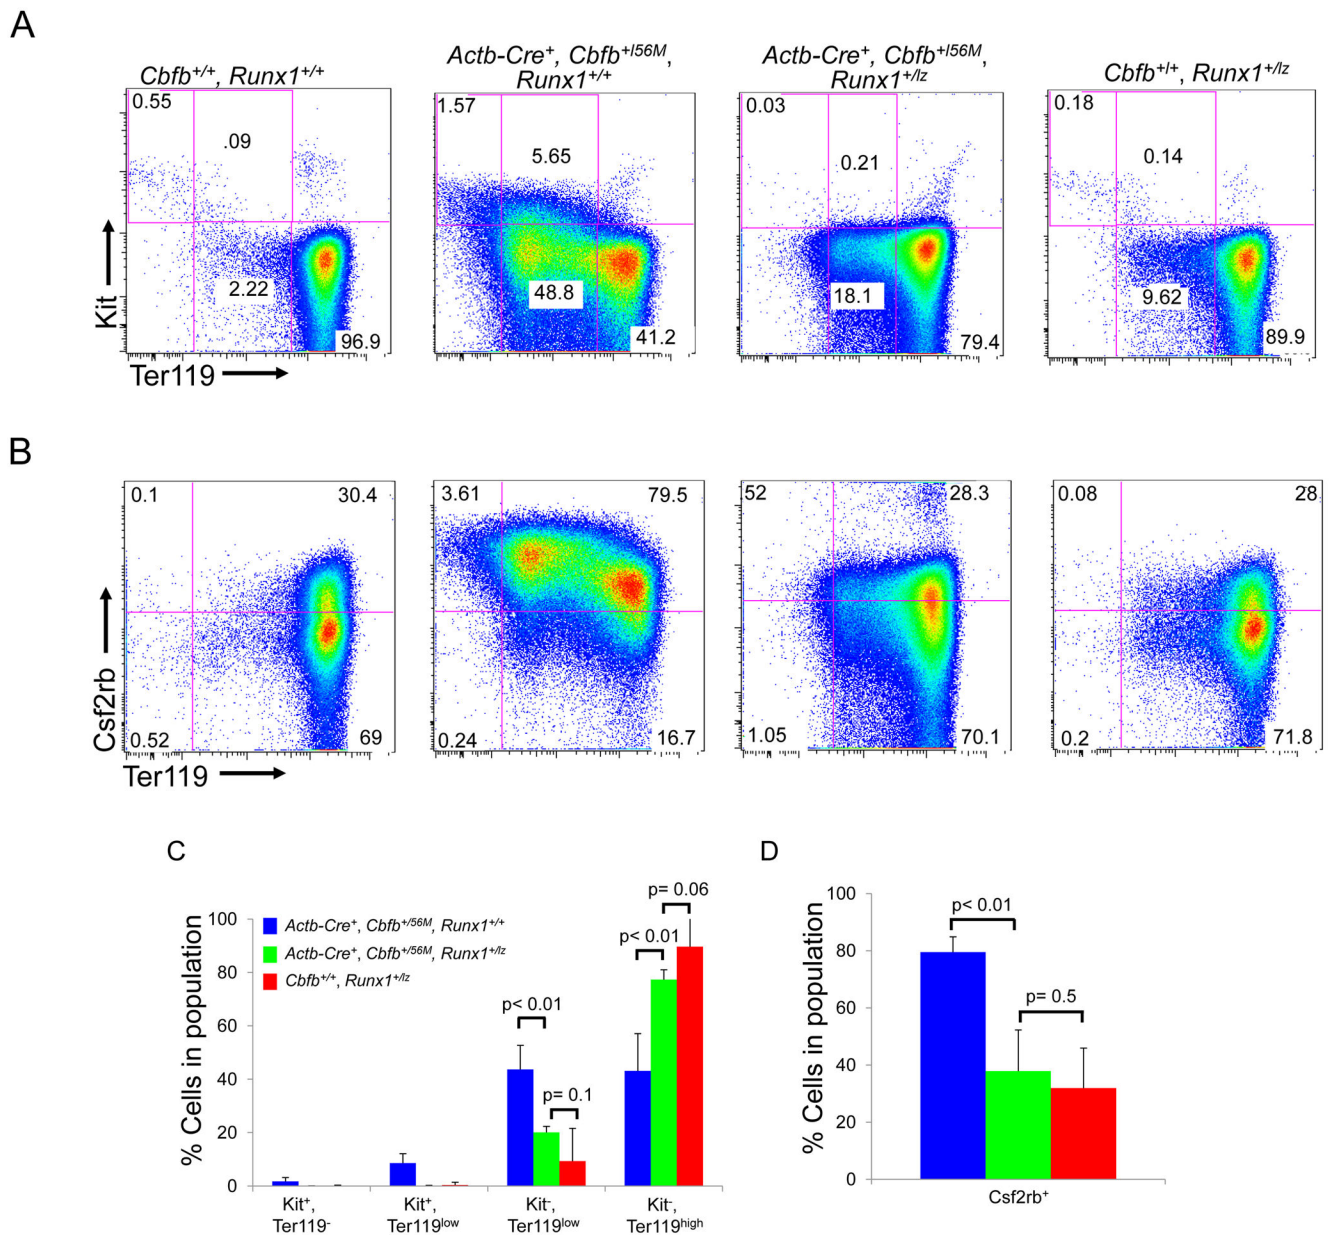 A
Cbfb+/+, Runx1+/+
Actb-Cre+, Cbfb+/56M,
Runx1+/+
Actb-Cre+, Cbfb+/56M,
Runx1+/lz
Cbfb+/+, Runx1+/lz
0.55
.09
2.22
96.9
1.57
5.65
48.8
41.2
0.03
0.21
18.1
79.4
0.18
0.14
9.62
89.9
Kit
Ter119
B
0.1
30.4
0.52
69
3.61
79.5
0.24
16.7
52
28.3
1.05
70.1
0.08
28
0.2
71.8
Csf2rb
Ter119
C
% Cells in population
100
80
60
40
20
0
Actb-Cre+, Cbfb+/56M, Runx1+/+
Actb-Cre+, Cbfb+/56M, Runx1+/lz
Cbfb+/+, Runx1+/lz
p< 0.01
p= 0.1
p< 0.01
p= 0.06
Kit+,
Ter119-
Kit+,
Ter119low
Kit-,
Ter119low
Kit-,
Ter119high
D
% Cells in population
100
80
60
40
20
0
p< 0.01
p= 0.5
Csf2rb+